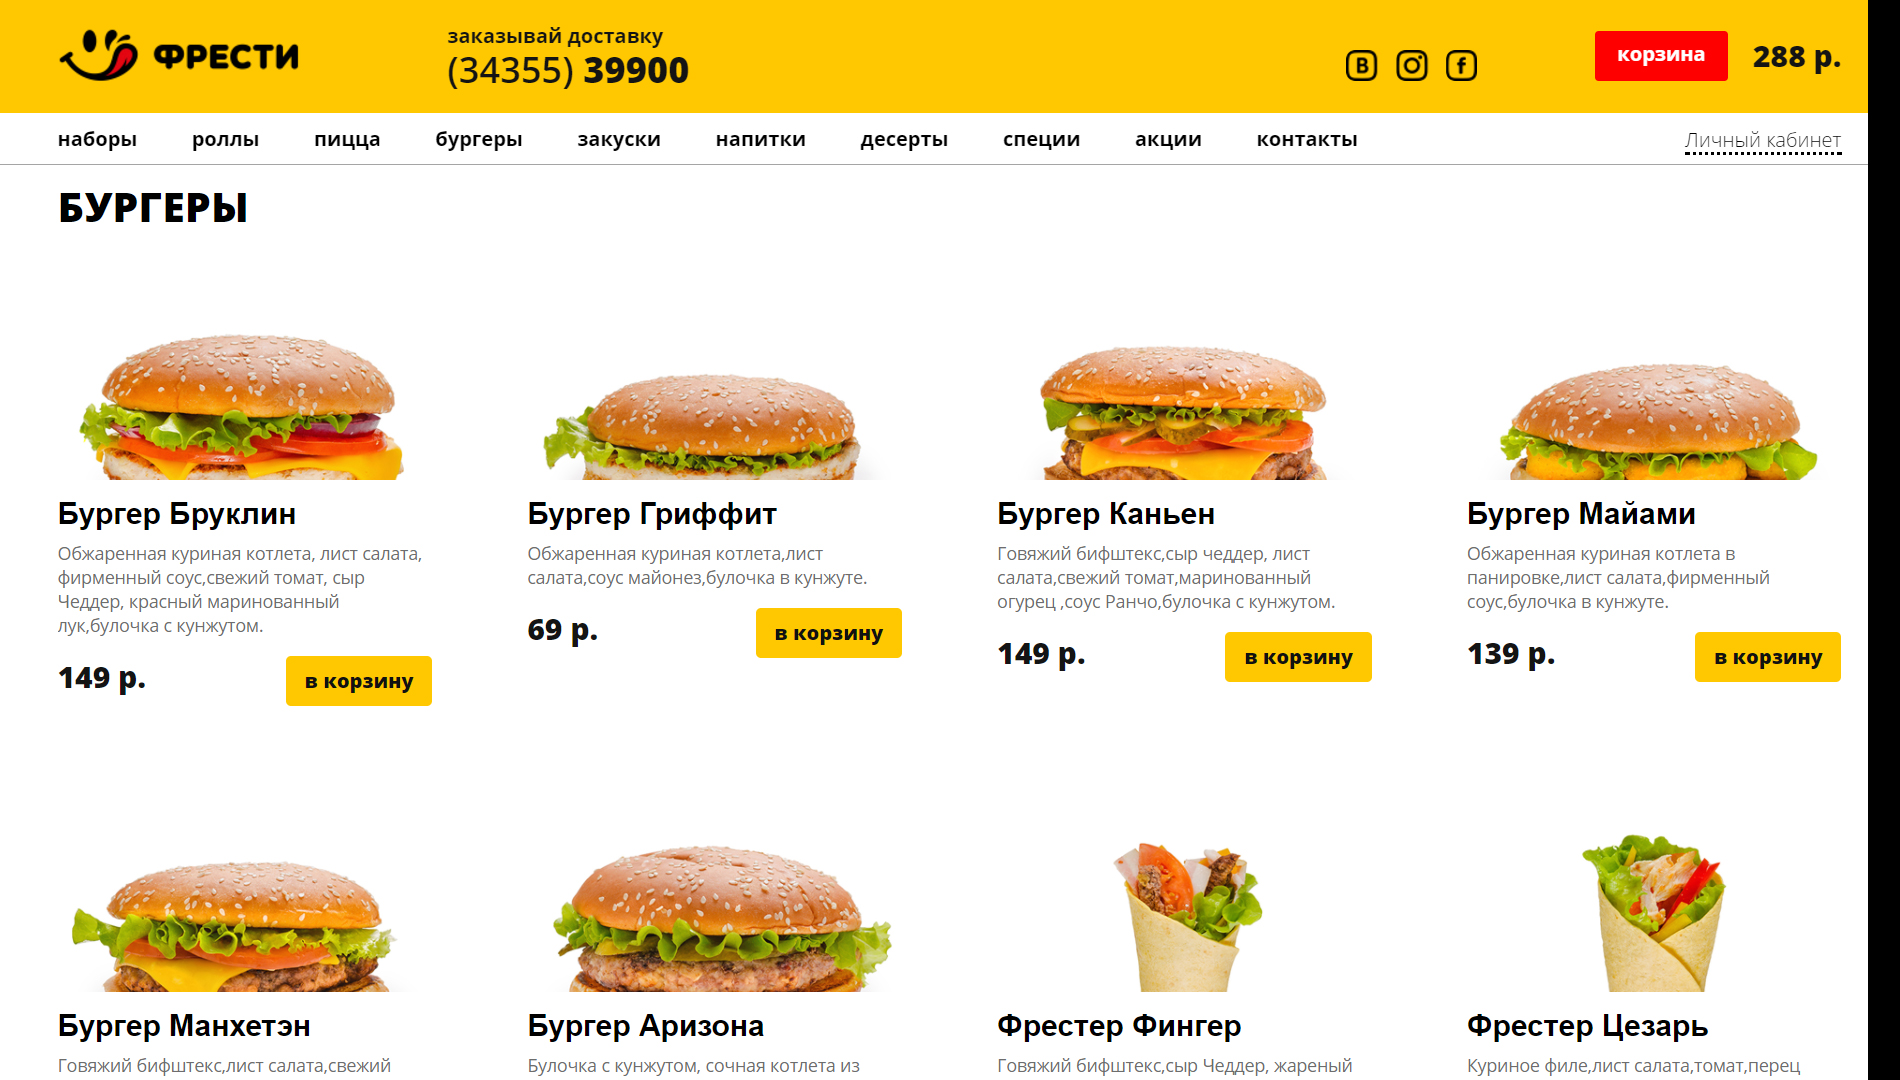 ФРЕСТИ
заказывай доставку
(34355) 39900
корзина
288 р.
наборы
роллы
пицца
бургеры
закуски
напитки
десерты
специи
акции
контакты
Личный кабинет
БУРГЕРЫ
Бургер Бруклин
Обжаренная куриная котлета, лист салата,
фирменный соус,свежий томат, сыр
Чеддер, красный маринованный
лук,булочка с кунжутом.
149 р.
в корзину
Бургер Гриффит
Обжаренная куриная котлета,лист
салата,соус майонез,булочка в кунжуте.
69 р.
в корзину
Бургер Каньен
Говяжий бифштекс,сыр чеддер, лист
салата,свежий томат,маринованный
огурец ,соус Ранчо,булочка с кунжутом.
149 р.
в корзину
Бургер Майами
Обжаренная куриная котлета в
панировке,лист салата,фирменный
соус,булочка в кунжуте.
139 р.
в корзину
Бургер Манхетэн
Говяжий бифштекс,лист салата,свежий
Бургер Аризона
Булочка с кунжутом, сочная котлета из
Фрестер Фингер
Говяжий бифштекс,сыр Чеддер, жареный
Фрестер Цезарь
Куриное филе,лист салата,томат,перец